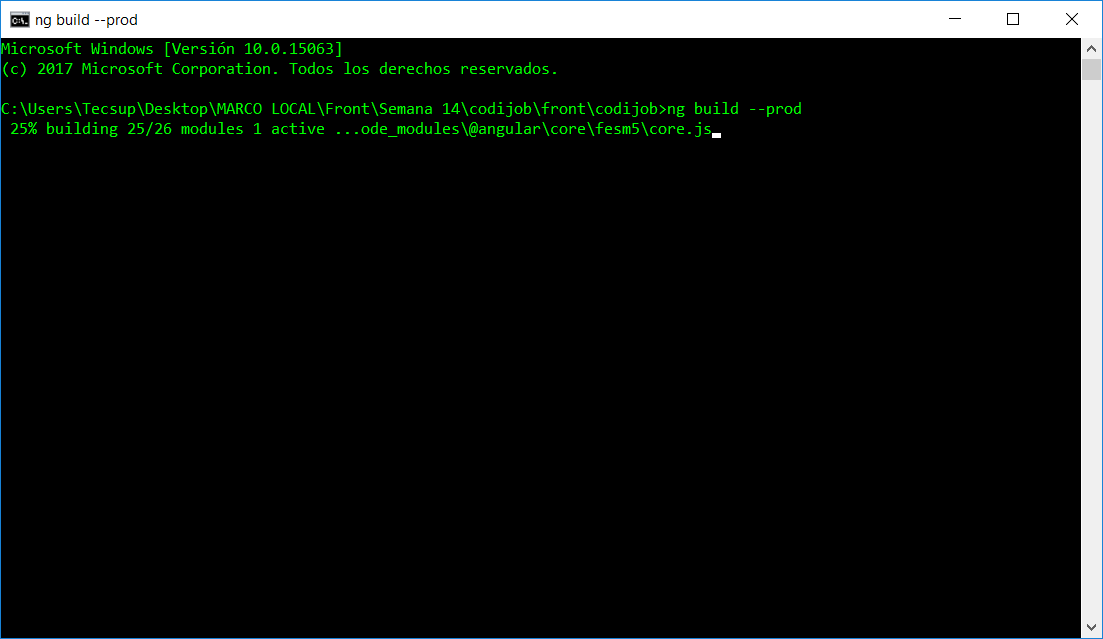 ng build --prod
Microsoft Windows [Versión 10.0.15063]
(c) 2017 Microsoft Corporation. Todos los derechos reservados.
C:\Users\Tecsup\Desktop\MARCO LOCAL\Front\Semana 14\codijob\front\codijob>ng build --prod
25% building 25/26 modules 1 active ...ode_modules\@angular\core\fesm5\core.js